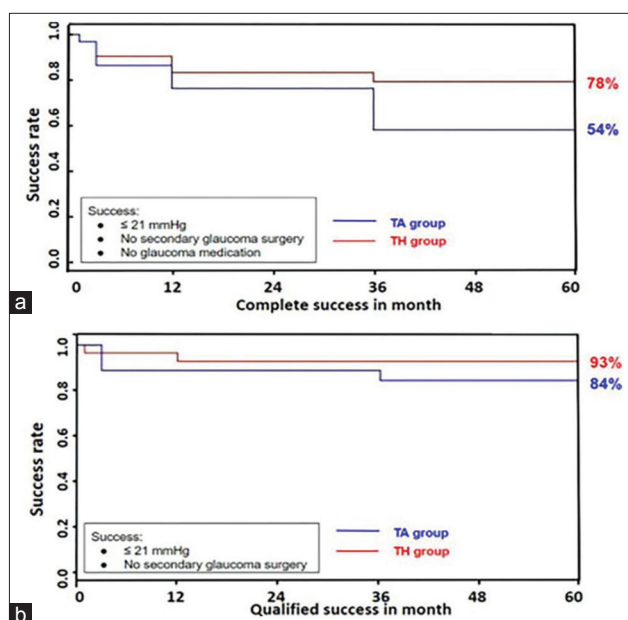 1.0
0.8
0.6
0.4
0.2
0.0
Success rate
78%
54%
Success:
• ≤ 21 mmHg
• No secondary glaucoma surgery
• No glaucoma medication
TA group
TH group
0 12 24 36 48 60
Complete success in month
a
1.0
0.8
0.6
0.4
0.2
0.0
Success rate
93%
84%
Success:
• ≤ 21 mmHg
• No secondary glaucoma surgery
TA group
TH group
0 12 24 36 48 60
Qualified success in month
b